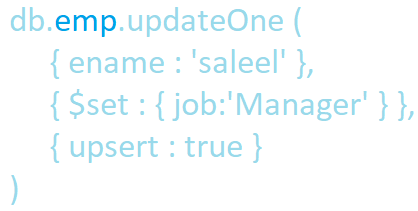 db.emp.updateOne (
{ ename : 'saleel' },
{ $set : { job:'Manager' } },
{ upsert : true }
)